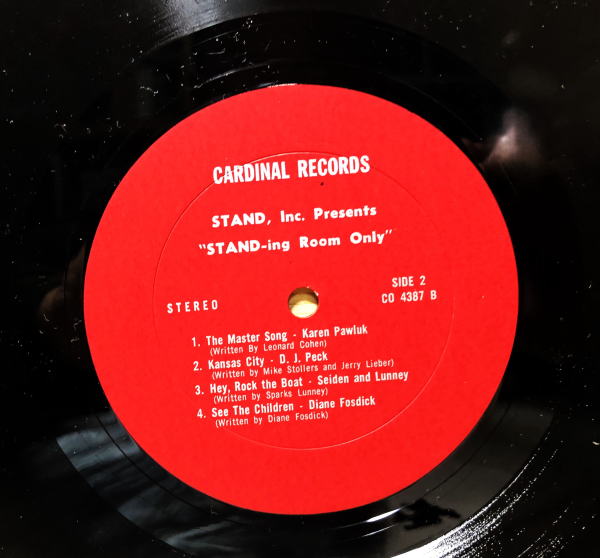 CARDINAL RECORDS
STAND, Inc. Presents
"STAND-ing Room Only"
STEREO
SIDE 2
CO 4387 B
1. The Master Song - Karen Pawluk
(Written By Leonard Cohen)
2. Kansas City - D. J. Peck
(Written by Mike Stollers and Jerry Lieber)
3. Hey, Rock the Boat - Seiden and Lunney
(Written by Sparks Lunney)
4. See The Children - Diane Fosdick
(Written by Diane Fosdick)